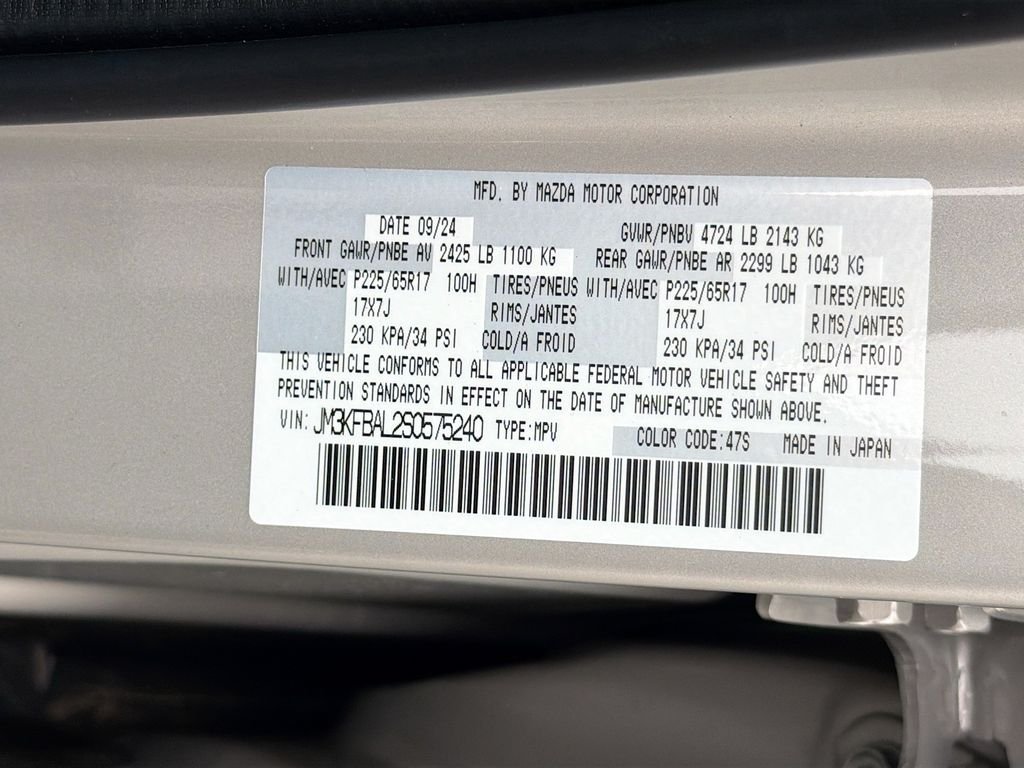 MFD. BY MAZDA MOTOR CORPORATION
DATE 09/24 GVWR/PNBV 4724 LB 2143 KG
FRONT GAWR/PNBE AV 2425 LB 1100 KG REAR GAWR/PNBE AR 2299 LB 1043 KG
WITH/AVEC P225/65R17 100H TIRES/PNEUS WITH/AVEC P225/65R17 100H TIRES/PNEUS
17X7J RIMS/JANTES 17X7J RIMS/JANTES
230 KPA/34 PSI COLD/A FROID 230 KPA/34 PSI COLD/A FROID
THIS VEHICLE CONFORMS TO ALL APPLICABLE FEDERAL MOTOR VEHICLE SAFETY AND THEFT
PREVENTION STANDARDS IN EFFECT ON THE DATE OF MANUFACTURE SHOWN ABOVE.
VIN: JM3KFBAL2S0575240 TYPE:MPV COLOR CODE:47S MADE IN JAPAN